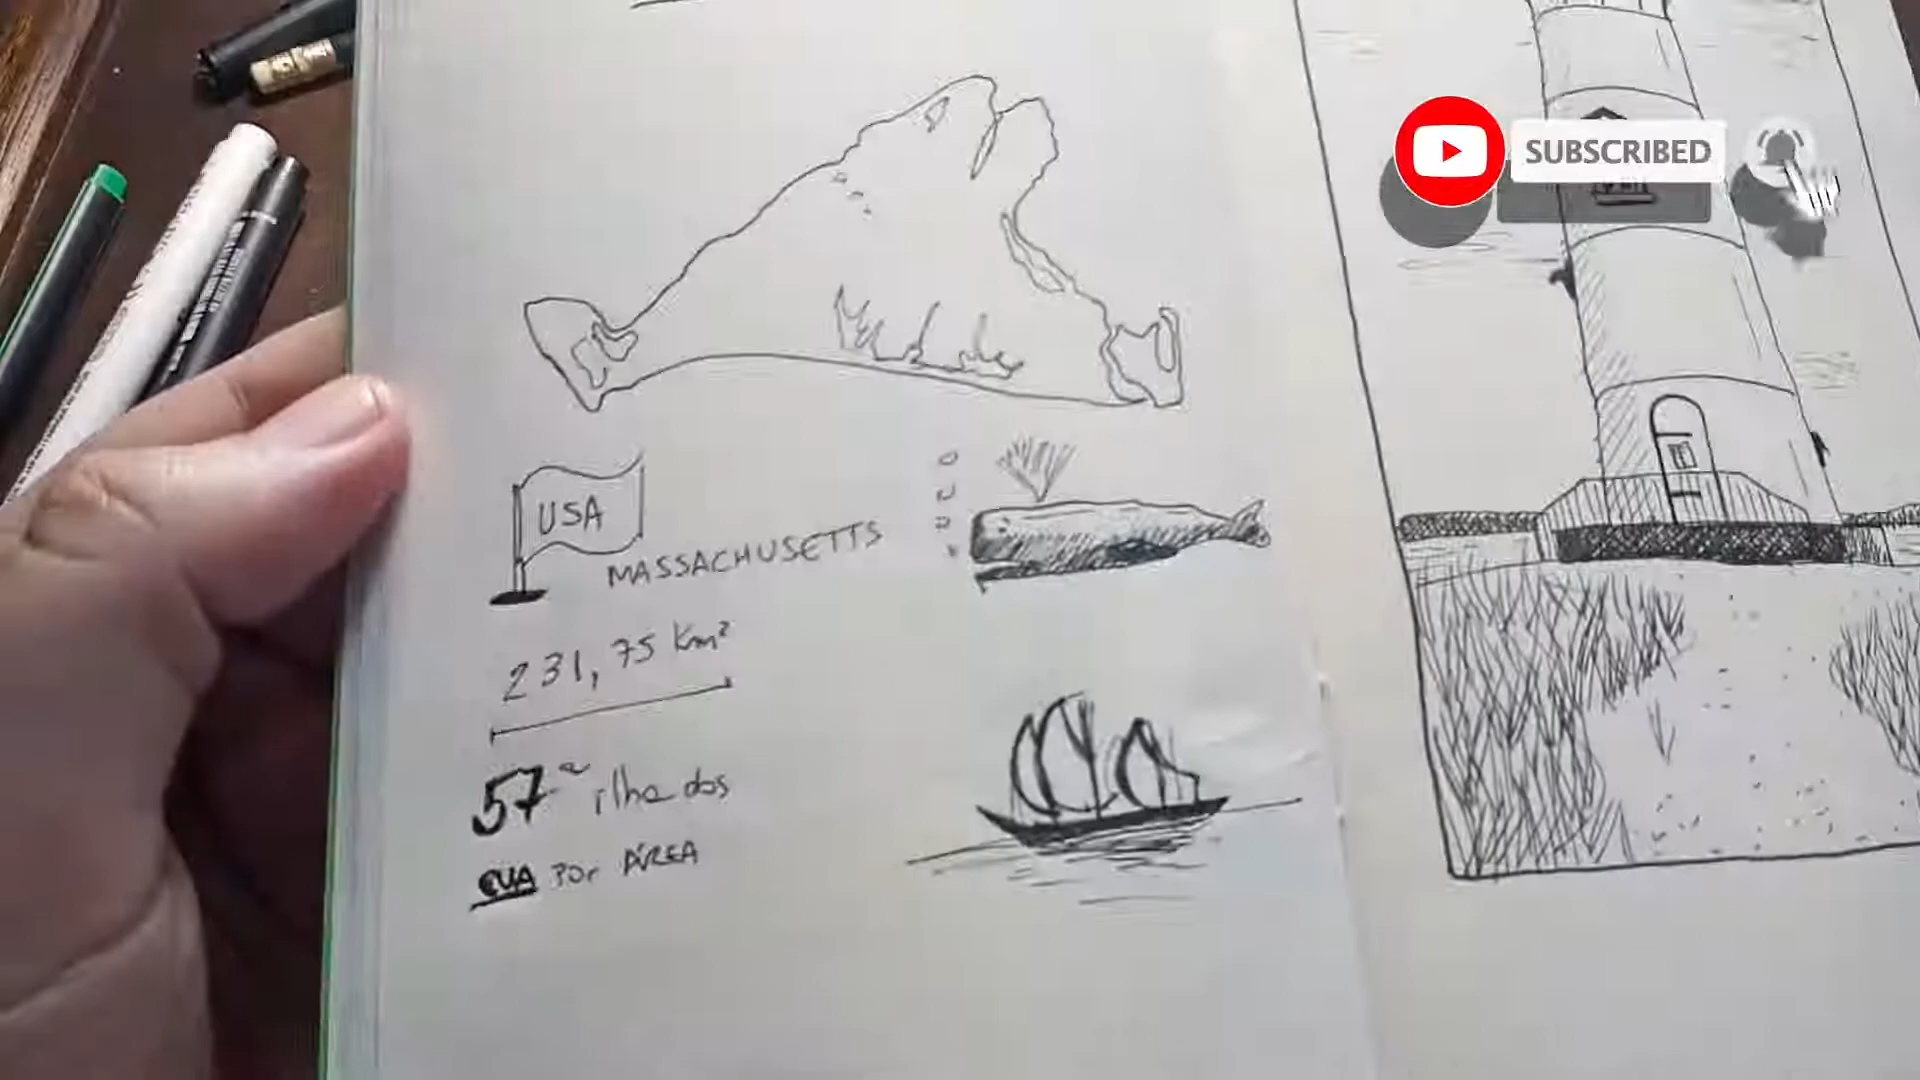 SUBSCRIBED
USA
MASSACHUSETTS
231,75 Km²
57ª ilha dos
EUA por ÁREA